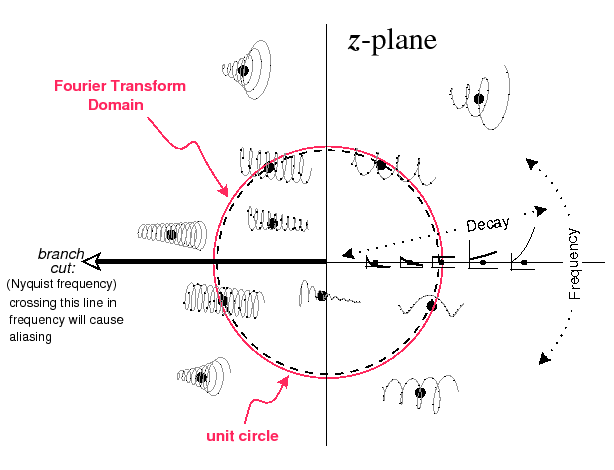 z-plane
Fourier Transform
Domain
Decay
Frequency
branch
cut:
(Nyquist frequency)
crossing this line in
frequency will cause
aliasing
unit circle